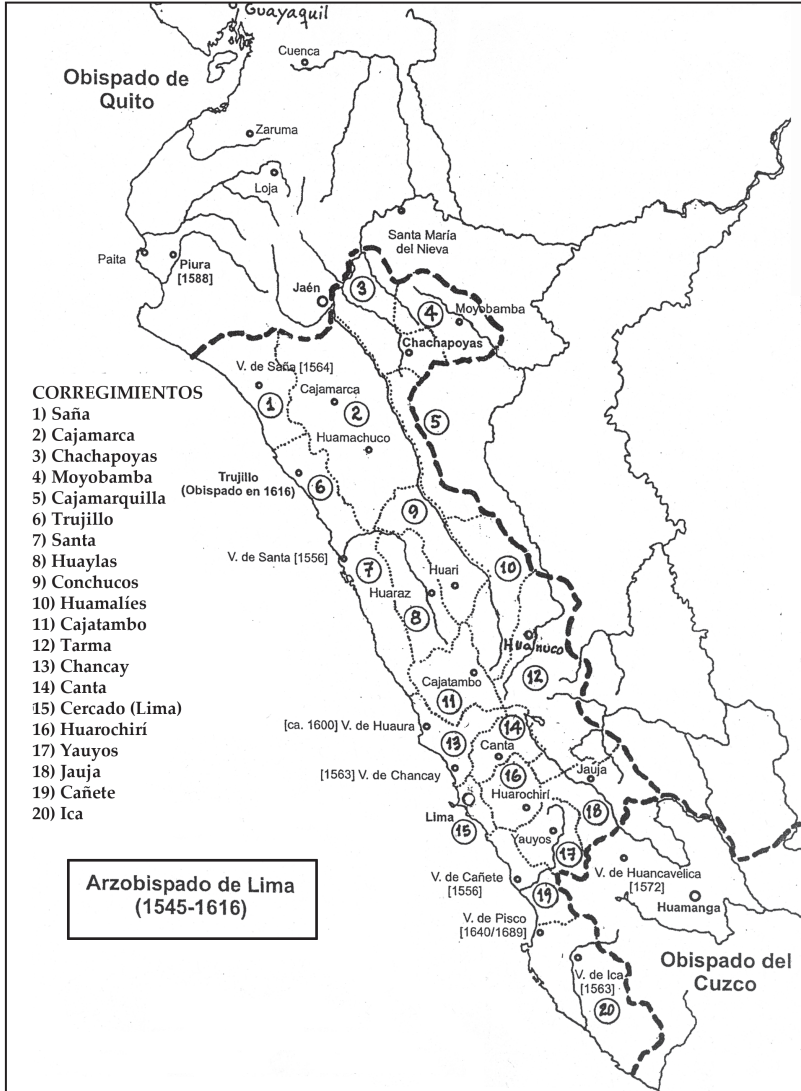 Guayaquil
Cuenca
Obispado de
Quito
Zaruma
Loja
Santa María
del Nieva
Paita
Piura
[1588]
Jaén
3
4
Moyobamba
Chachapoyas
V. de Saña [1564]
1
Cajamarca
2
Huamachuco
5
CORREGIMIENTOS
1) Saña
2) Cajamarca
3) Chachapoyas
4) Moyobamba
5) Cajamarquilla
6) Trujillo
7) Santa
8) Huaylas
9) Conchucos
10) Huamalíes
11) Cajatambo
12) Tarma
13) Chancay
14) Canta
15) Cercado (Lima)
16) Huarochirí
17) Yauyos
18) Jauja
19) Cañete
20) Ica
Trujillo
(Obispado en 1616)
6
9
V. de Santa [1556]
7
Huari
10
Huaraz
8
Huánuco
12
Cajatambo
11
[ca. 1600] V. de Huaura
14
13
Canta
[1563] V. de Chancay
16
Jauja
Huarochirí
Lima
15
18
Yauyos
17
V. de Cañete
[1556]
19
V. de Huancavelica
[1572]
Huamanga
V. de Pisco
[1640/1689]
V. de Ica
[1563]
20
Obispado del
Cuzco
Arzobispado de Lima
(1545-1616)